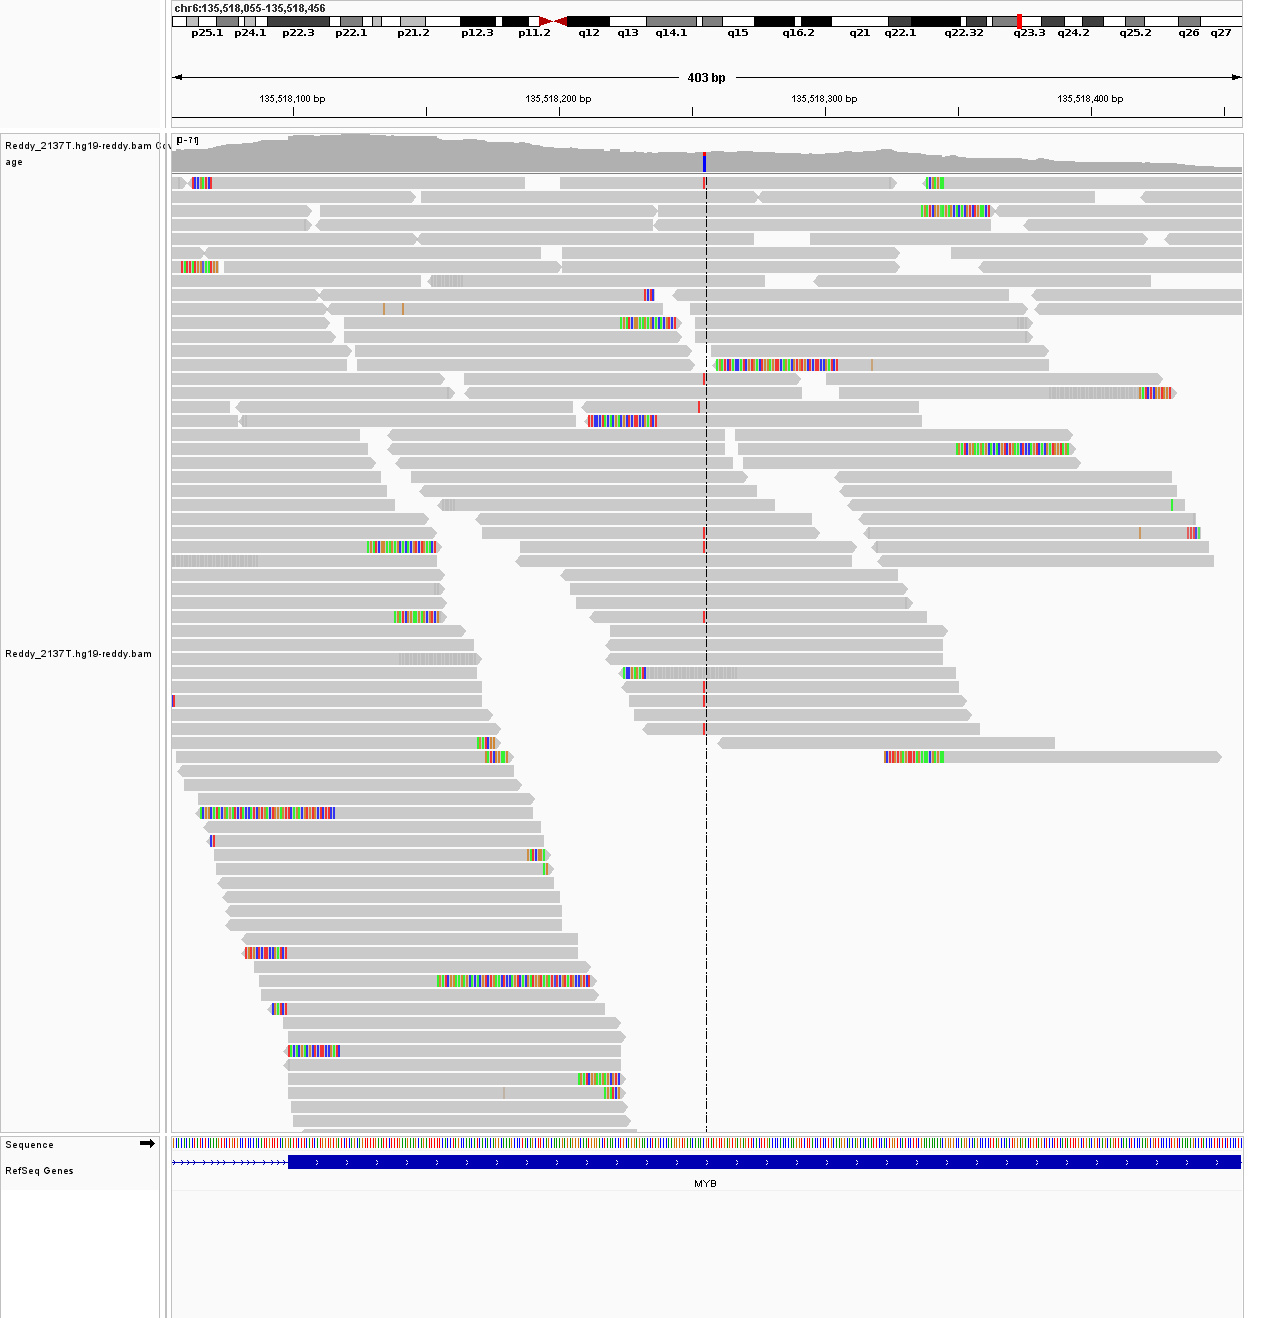 chr6:135,518,055-135,518,456
p25.1 p24.1 p22.3 p22.1 p21.2 p12.3 p11.2 q12 q13 q14.1 q15 q16.2 q21 q22.1 q22.32 q23.3 q24.2 q25.2 q26 q27
403 bp
135,518,100 bp 135,518,200 bp 135,518,300 bp 135,518,400 bp
[0-71]
Reddy_2137T.hg19-reddy.bam Cov
age
Reddy_2137T.hg19-reddy.bam
Sequence
RefSeq Genes
MYB